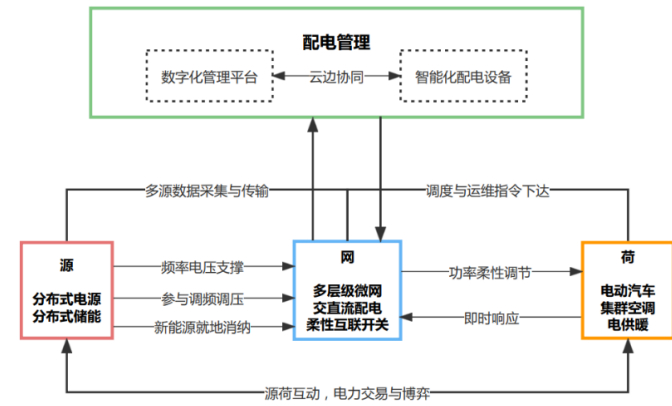 配电管理
数字化管理平台
云边协同
智能化配电设备
多源数据采集与传输
调度与运维指令下达
源
分布式电源
分布式储能
频率电压支撑
参与调频调压
新能源就地消纳
网
多层级微网
交直流配电
柔性互联开关
功率柔性调节
即时响应
荷
电动汽车
集群空调
电供暖
源荷互动，电力交易与博弈